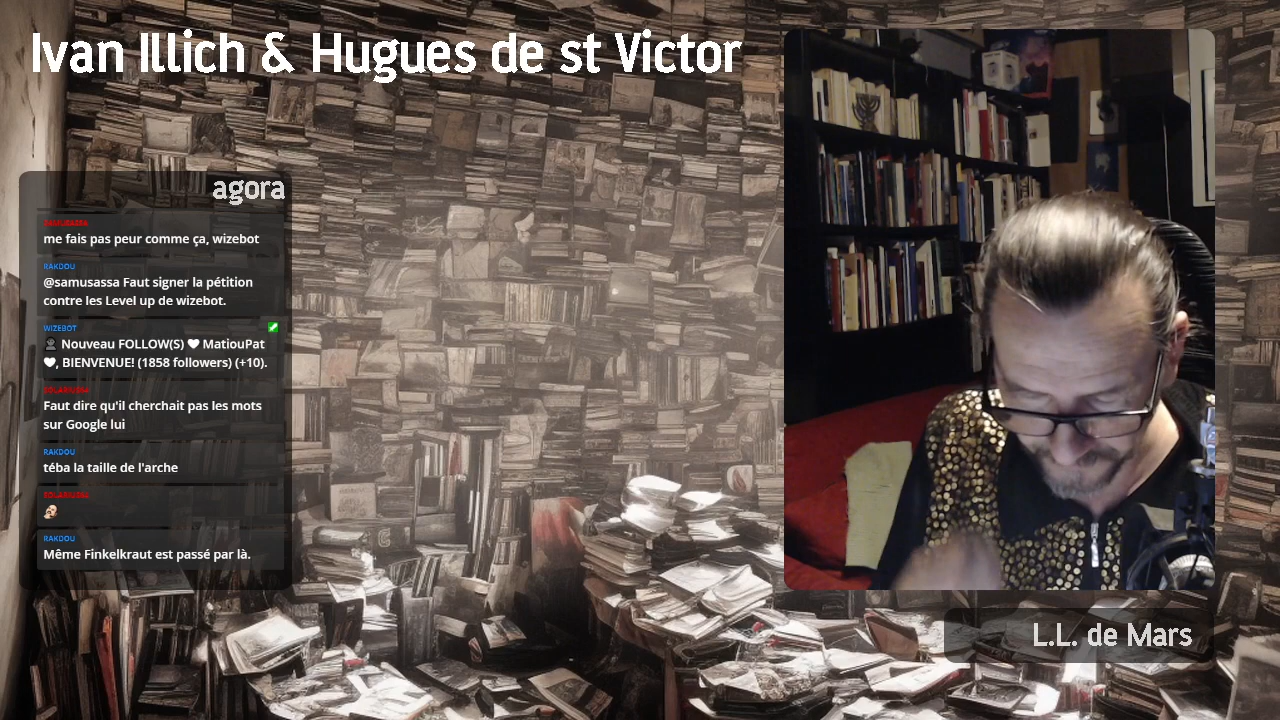 Ivan Illich & Hugues de st Victor
agora
SAMUSASSA
me fais pas peur comme ça, wizebot
RAKDOU
@samusassa Faut signer la pétition
contre les Level up de wizebot.
WIZEBOT
Nouveau FOLLOW(S) MatiouPat
, BIENVENUE! (1858 followers) (+10).
Faut dire qu'il cherchait pas les mots
sur Google lui
RAKDOU
téba la taille de l'arche
RAKDOU
Même Finkelkraut est passé par là.
L.L. de Mars